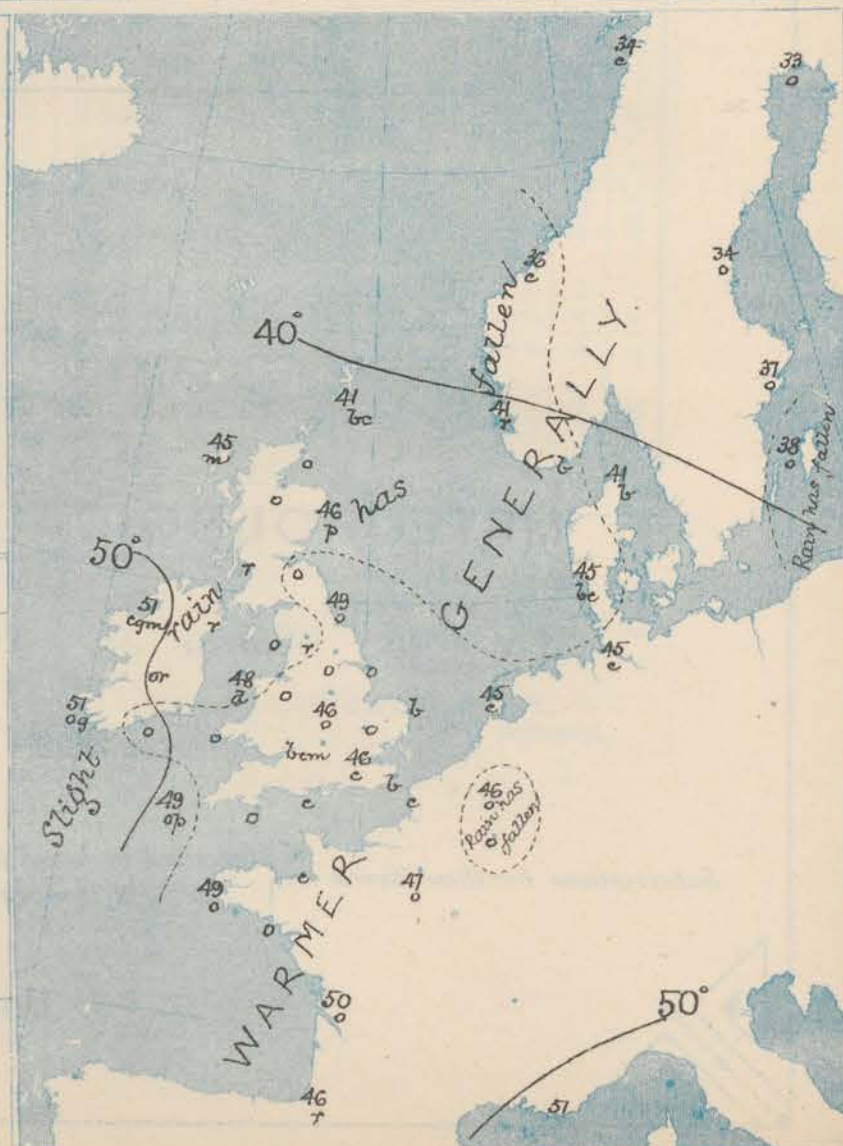 34
c
33
o
36
c
34
o
fallen
40°
GENERALLY.
37
o
41
bc
41
r
38
o
45
m
b
41
b
Rain has fallen
46
p
has
50°
r
45
bc
51
cqm
rain
r
49
o
r
45
c
or
48
d
45
c
b
51
og
46
o
bcm
46
c
b
Slight
49
op
c
c
46
o
Rain has
fallen
c
49
o
47
o
WARMER
50
o
50°
46
r
51